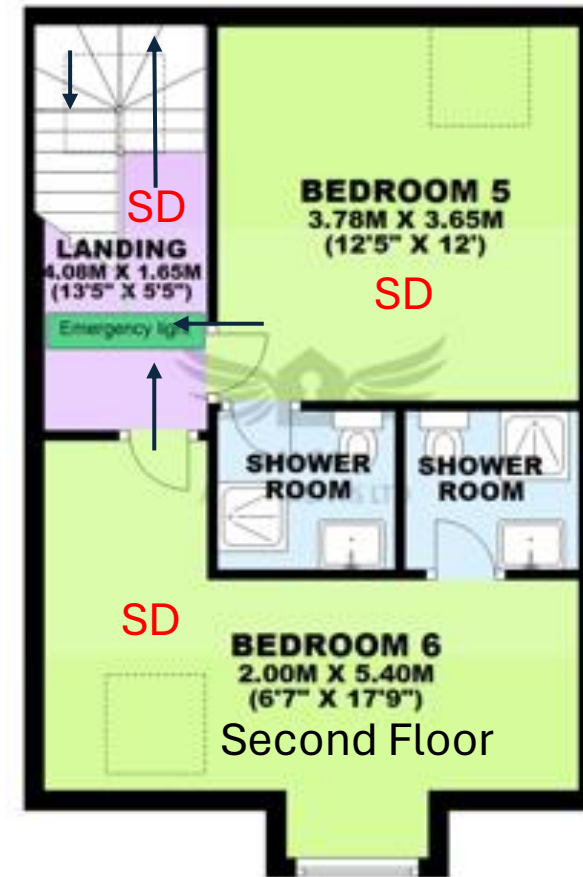 SD
BEDROOM 5
3.78M X 3.65M
(12'5" X 12')
LANDING
4.08M X 1.65M
(13'5" X 5'5")
SD
Emergency light
SHOWER
ROOM
SHOWER
ROOM
SD
BEDROOM 6
2.00M X 5.40M
(6'7" X 17'9")
Second Floor